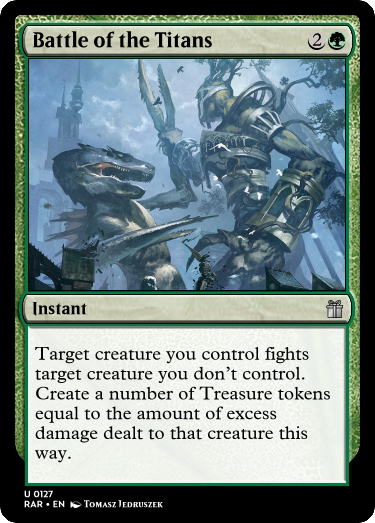 Battle of the Titans 2
Instant
Target creature you control fights
target creature you don't control.
Create a number of Treasure tokens
equal to the amount of excess
damage dealt to that creature this
way.
U 0127
RAR • EN Tomasz Jedruszek